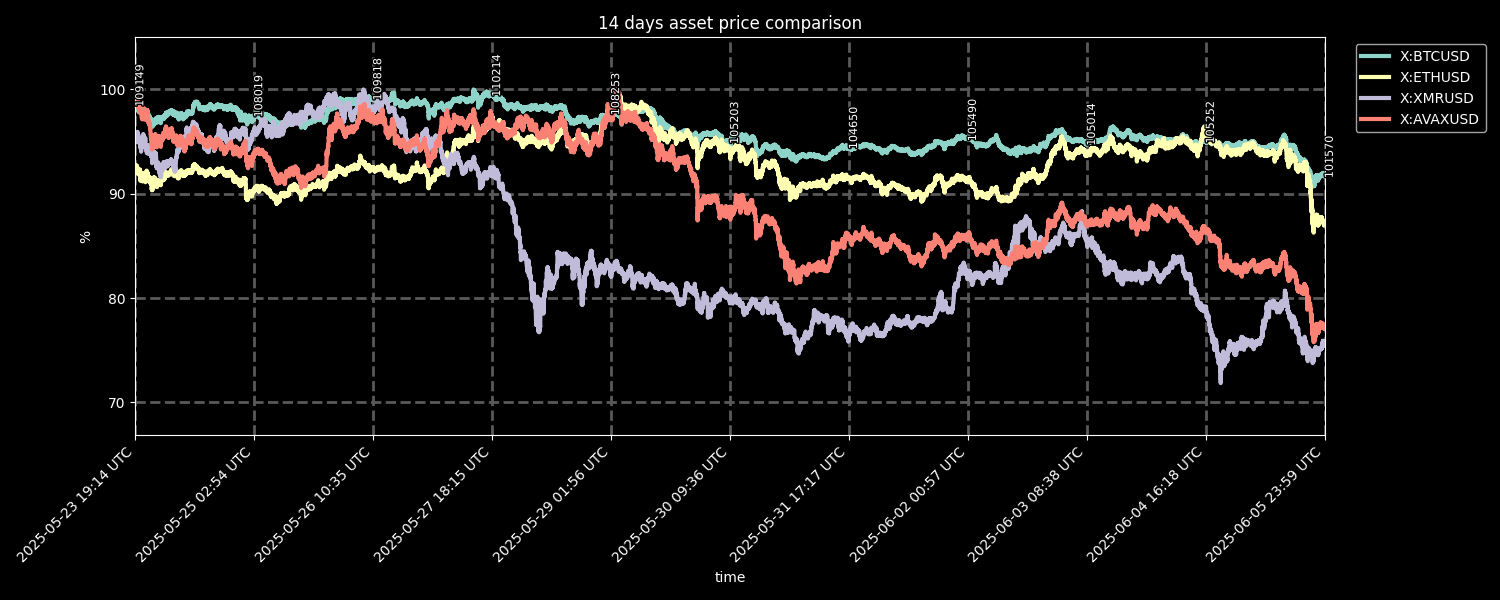 14 days asset price comparison
X:BTCUSD
X:ETHUSD
X:XMRUSD
X:AVAXUSD
109149
108019
109818
110214
108253
105203
104650
105490
105014
105252
101570
%
100
90
80
70
2025-05-23 19:14 UTC
2025-05-25 02:54 UTC
2025-05-26 10:35 UTC
2025-05-27 18:15 UTC
2025-05-29 01:56 UTC
2025-05-30 09:36 UTC
2025-05-31 17:17 UTC
2025-06-02 00:57 UTC
2025-06-03 08:38 UTC
2025-06-04 16:18 UTC
2025-06-05 23:59 UTC
time